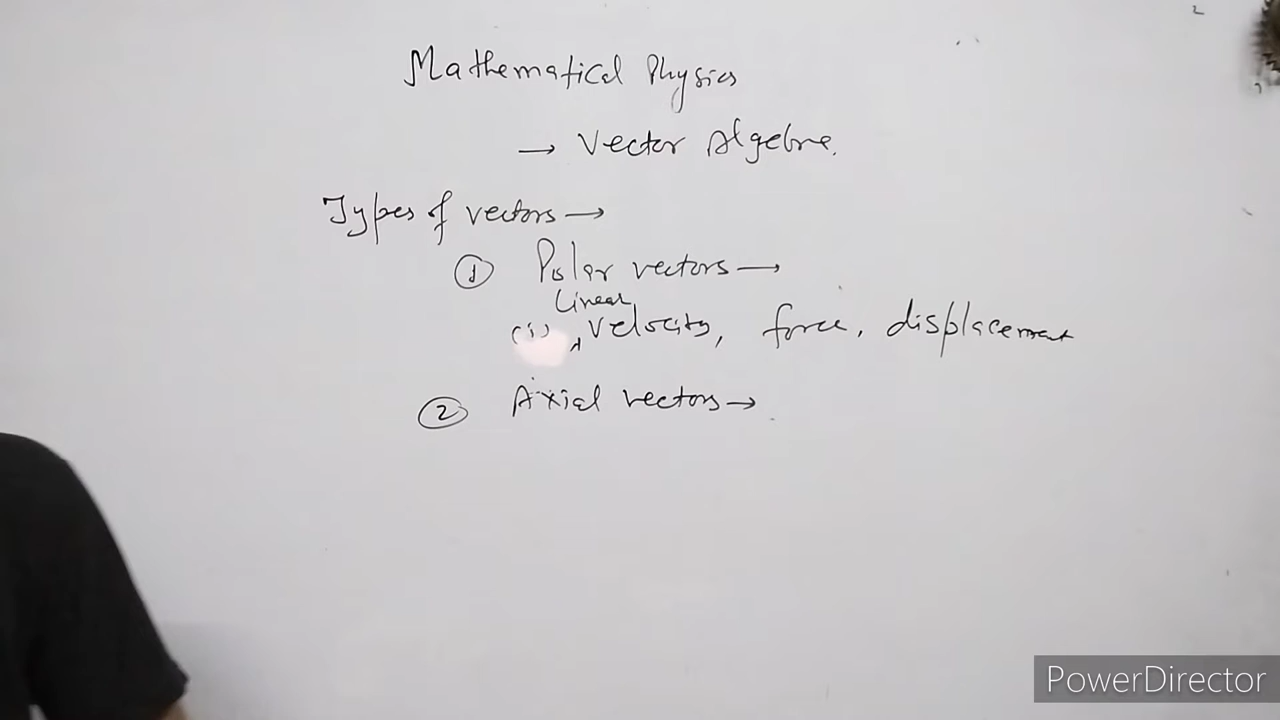 Mathematical Physics
→ Vector Algebra.
Types of vectors →
① Polar vectors →
Linear
(i) ‸ velocity, force, displacement
② Axial vectors →
PowerDirector